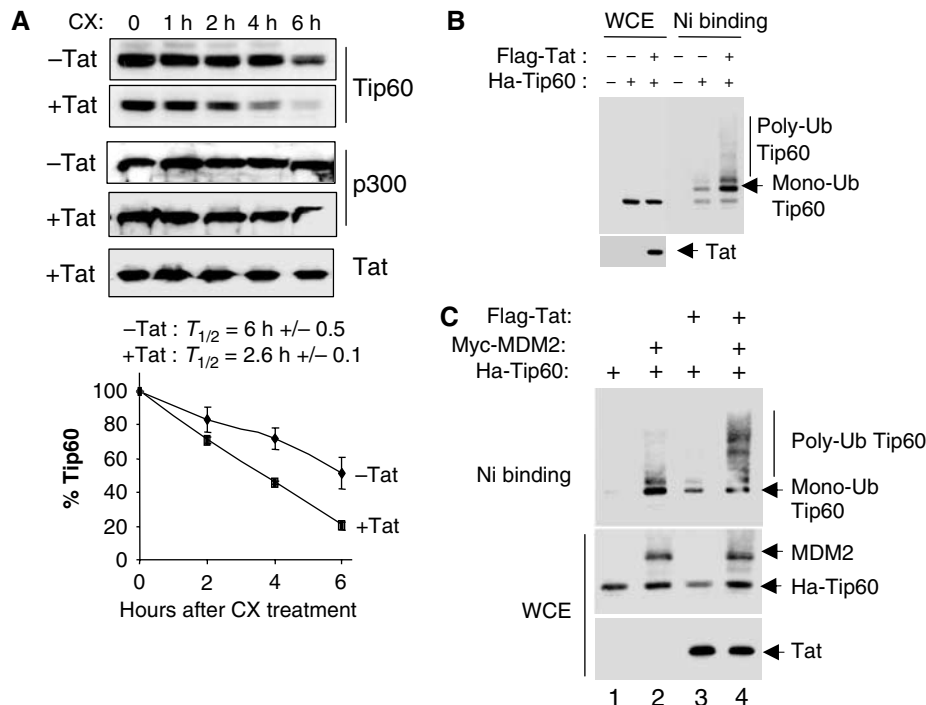 A
CX: 0 1 h 2 h 4 h 6 h
–Tat
+Tat
Tip60
–Tat
+Tat
p300
+Tat
Tat
–Tat : T1/2 = 6 h +/– 0.5
+Tat : T1/2 = 2.6 h +/– 0.1
% Tip60
100
80
60
40
20
0
–Tat
+Tat
0 2 4 6
Hours after CX treatment
B
WCE Ni binding
Flag-Tat : – – + – – +
Ha-Tip60 : – + + – + +
Poly-Ub
Tip60
Mono-Ub
Tip60
Tat
C
Flag-Tat: + +
Myc-MDM2: + +
Ha-Tip60: + + + +
Ni binding
Poly-Ub Tip60
Mono-Ub
Tip60
WCE
MDM2
Ha-Tip60
Tat
1 2 3 4